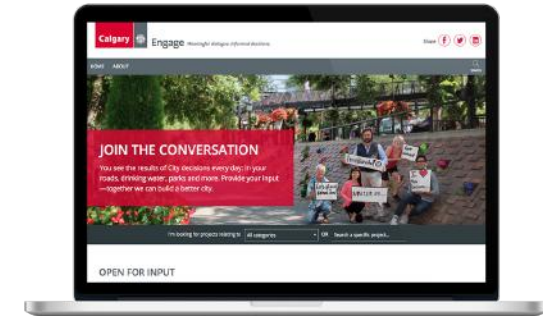 Calgary Engage Meaningful dialogue. Informed decisions.
Share
HOME ABOUT
JOIN THE CONVERSATION
You see the results of City decisions every day: in your
roads, drinking water, parks and more. Provide your input
—together we can build a better city.
I'm looking for projects relating to All categories OR Search a specific project...
OPEN FOR INPUT